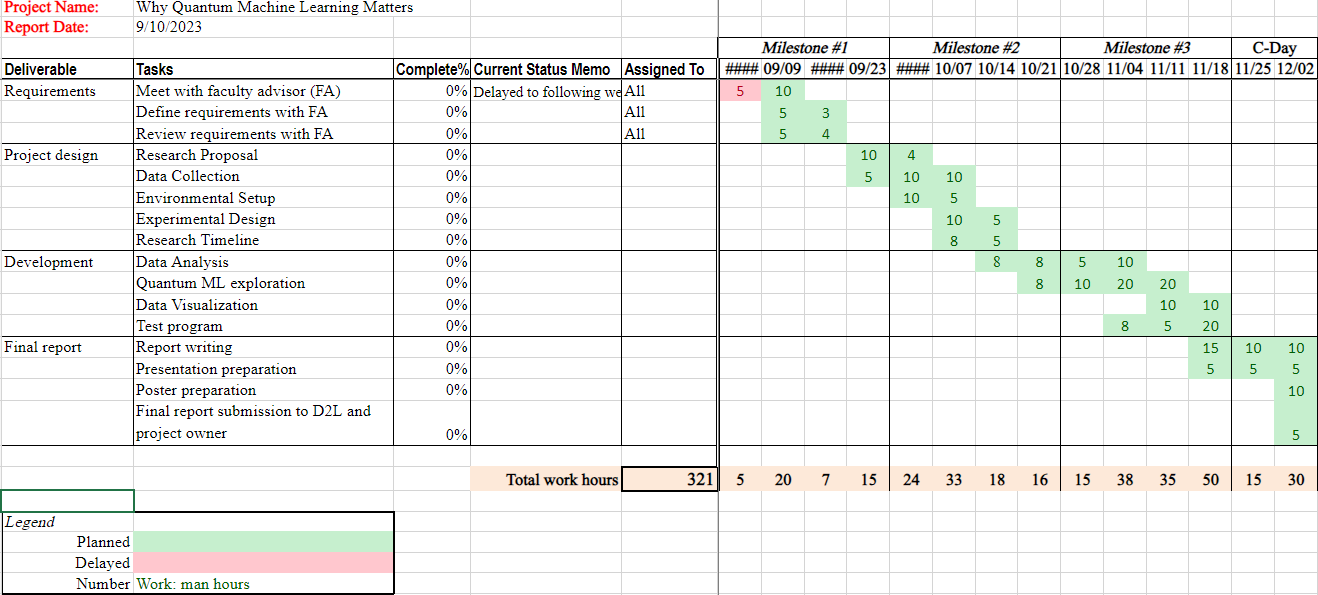 Project Name: Why Quantum Machine Learning Matters
Report Date: 9/10/2023
Milestone #1 Milestone #2 Milestone #3 C-Day
Deliverable Tasks Complete% Current Status Memo Assigned To #### 09/09 #### 09/23 #### 10/07 10/14 10/21 10/28 11/04 11/11 11/18 11/25 12/02
Requirements Meet with faculty advisor (FA) 0% Delayed to following we All 5 10
Define requirements with FA 0% All 5 3
Review requirements with FA 0% All 5 4
Project design Research Proposal 0% 10 4
Data Collection 0% 5 10 10
Environmental Setup 0% 10 5
Experimental Design 0% 10 5
Research Timeline 0% 8 5
Development Data Analysis 0% 8 8 5 10
Quantum ML exploration 0% 8 10 20 20
Data Visualization 0% 10 10
Test program 0% 8 5 20
Final report Report writing 0% 15 10 10
Presentation preparation 0% 5 5 5
Poster preparation 0% 10
Final report submission to D2L and
project owner 0% 5
Total work hours 321 5 20 7 15 24 33 18 16 15 38 35 50 15 30
Legend
Planned
Delayed
Number Work: man hours